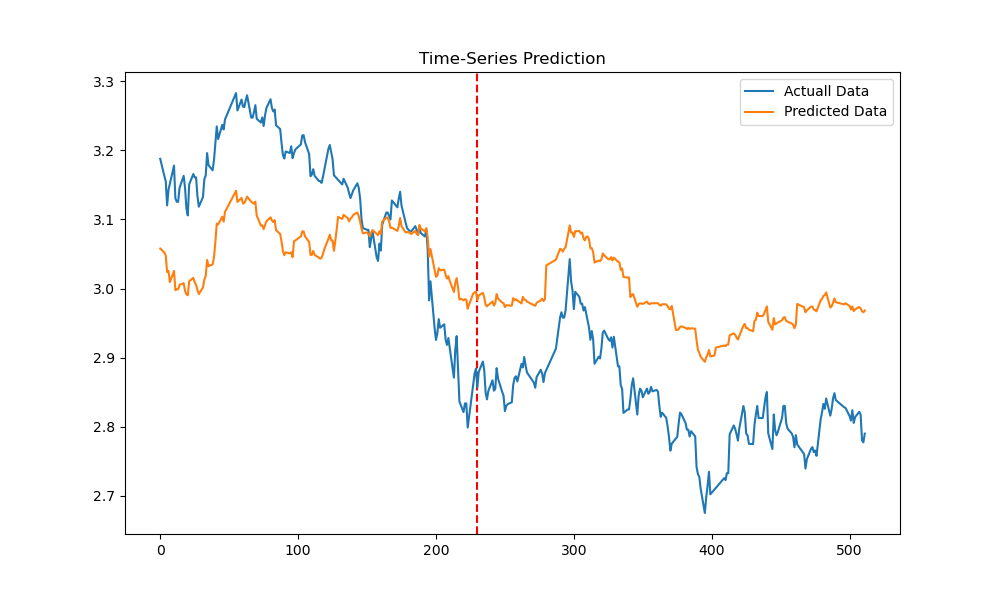 Time-Series Prediction
Actuall Data
Predicted Data
3.3
3.2
3.1
3.0
2.9
2.8
2.7
0 100 200 300 400 500